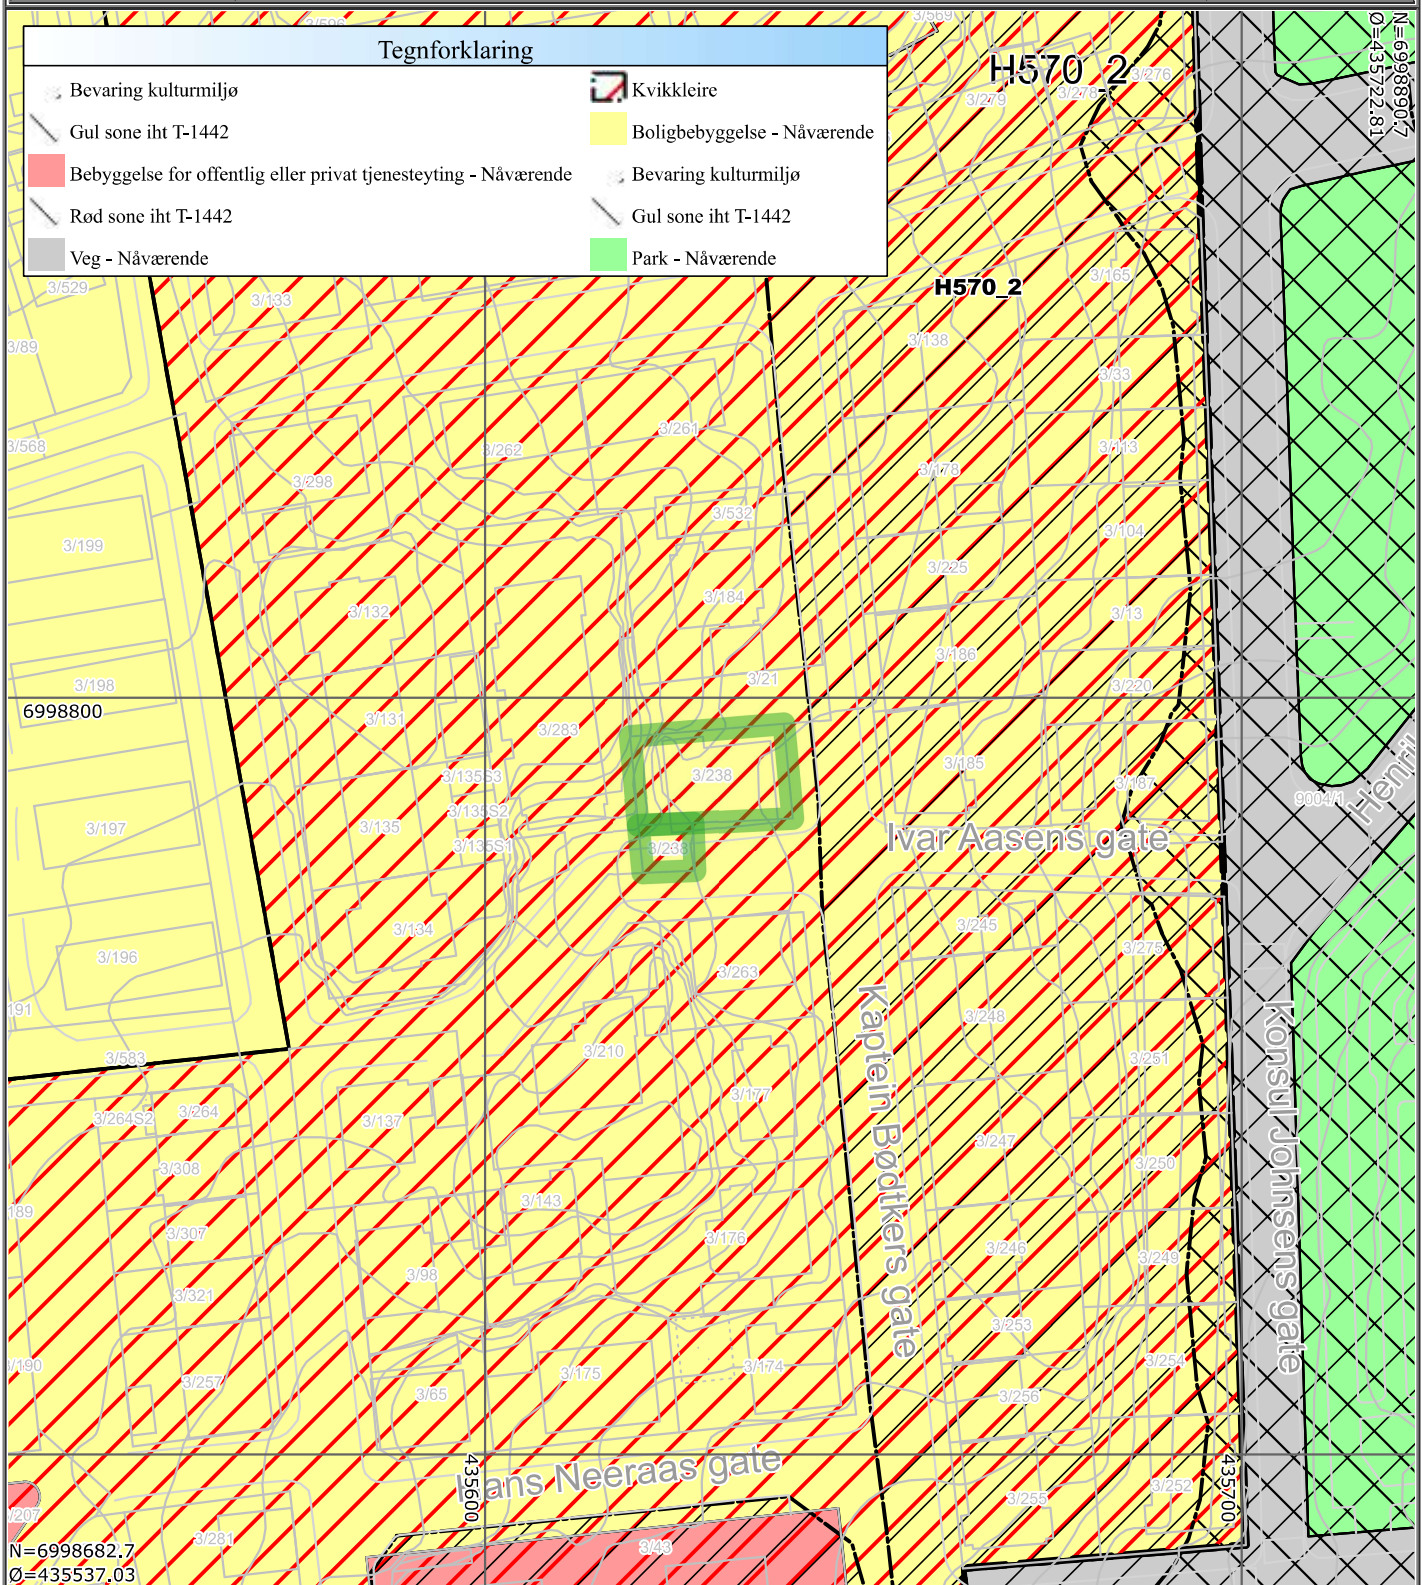 Tegnforklaring
Bevaring kulturmiljø
Kvikkleire
Gul sone iht T-1442
Boligbebyggelse - Nåværende
Bebyggelse for offentlig eller privat tjenesteyting - Nåværende
Bevaring kulturmiljø
Rød sone iht T-1442
Gul sone iht T-1442
Veg - Nåværende
Park - Nåværende
3/596
3/569
H570_2
3/276
3/278
3/279
N=6998890.7
Ø=435722.81
3/529
3/133
H570_2
3/165
3/89
3/138
3/33
3/568
3/262
3/261
3/178
3/113
3/298
3/199
3/532
3/104
3/225
3/132
3/184
3/13
3/186
3/198
3/21
3/220
6998800
3/131
3/283
3/135S3
3/238
3/185
3/187
9004/1
Henri
3/197
3/135
3/135S2
3/135S1
3/238
Ivar Aasens gate
3/134
3/245
3/275
3/196
3/263
191
3/248
Kaptein Bødtkers gate
Konsul Johnsens gate
3/583
3/210
3/251
3/264S2
3/264
3/137
3/177
3/308
3/247
3/250
189
3/143
3/307
3/176
3/246
3/249
3/98
3/321
3/253
3/190
3/257
3/65
3/175
3/174
3/254
3/256
Hans Neeraas gate
435600
435700
3/252
3/255
/207
3/281
3/43
N=6998682.7
Ø=435537.03